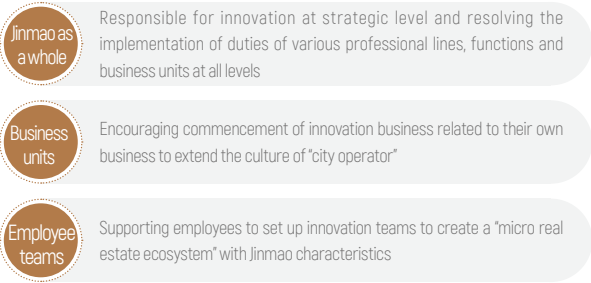 Jinmao as
a whole
Responsible for innovation at strategic level and resolving the
implementation of duties of various professional lines, functions and
business units at all levels
Business
units
Encouraging commencement of innovation business related to their own
business to extend the culture of “city operator”
Employee
teams
Supporting employees to set up innovation teams to create a “micro real
estate ecosystem” with Jinmao characteristics